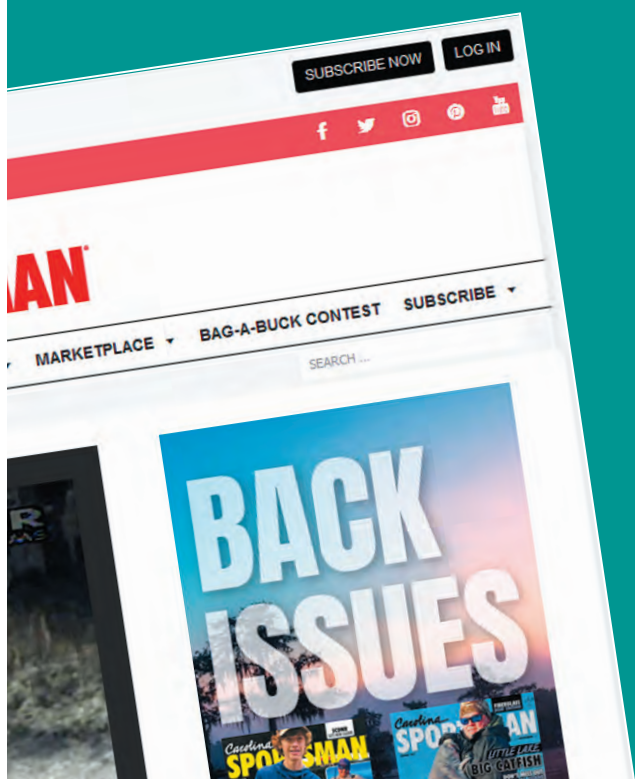 SUBSCRIBE NOW LOG IN
You
AN
MARKETPLACE BAG-A-BUCK CONTEST SUBSCRIBE
SEARCH ...
BACK
ISSUES
Carolina
SPORTSMAN
Carolina
SPORTSMAN
LITTLE LAKE
BIG CATFISH